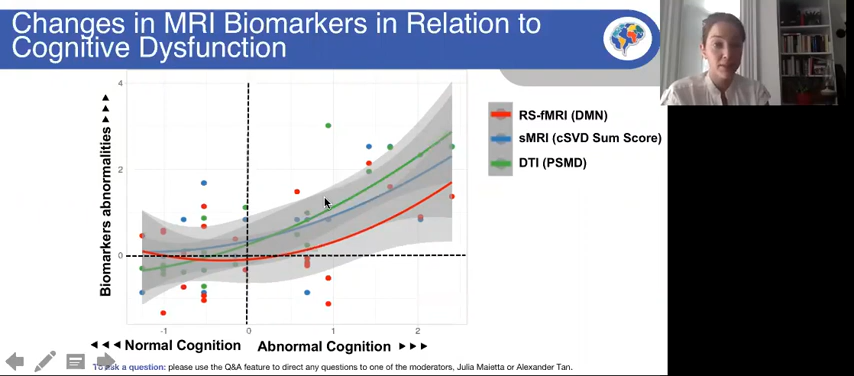 Changes in MRI Biomarkers in Relation to
Cognitive Dysfunction
Biomarkers abnormalities ►►►
4
2
0
-1
0
1
2
◄◄◄ Normal Cognition Abnormal Cognition ►►►
RS-fMRI (DMN)
sMRI (cSVD Sum Score)
DTI (PSMD)
To ask a question: please use the Q&A feature to direct any questions to one of the moderators, Julia Maietta or Alexander Tan.